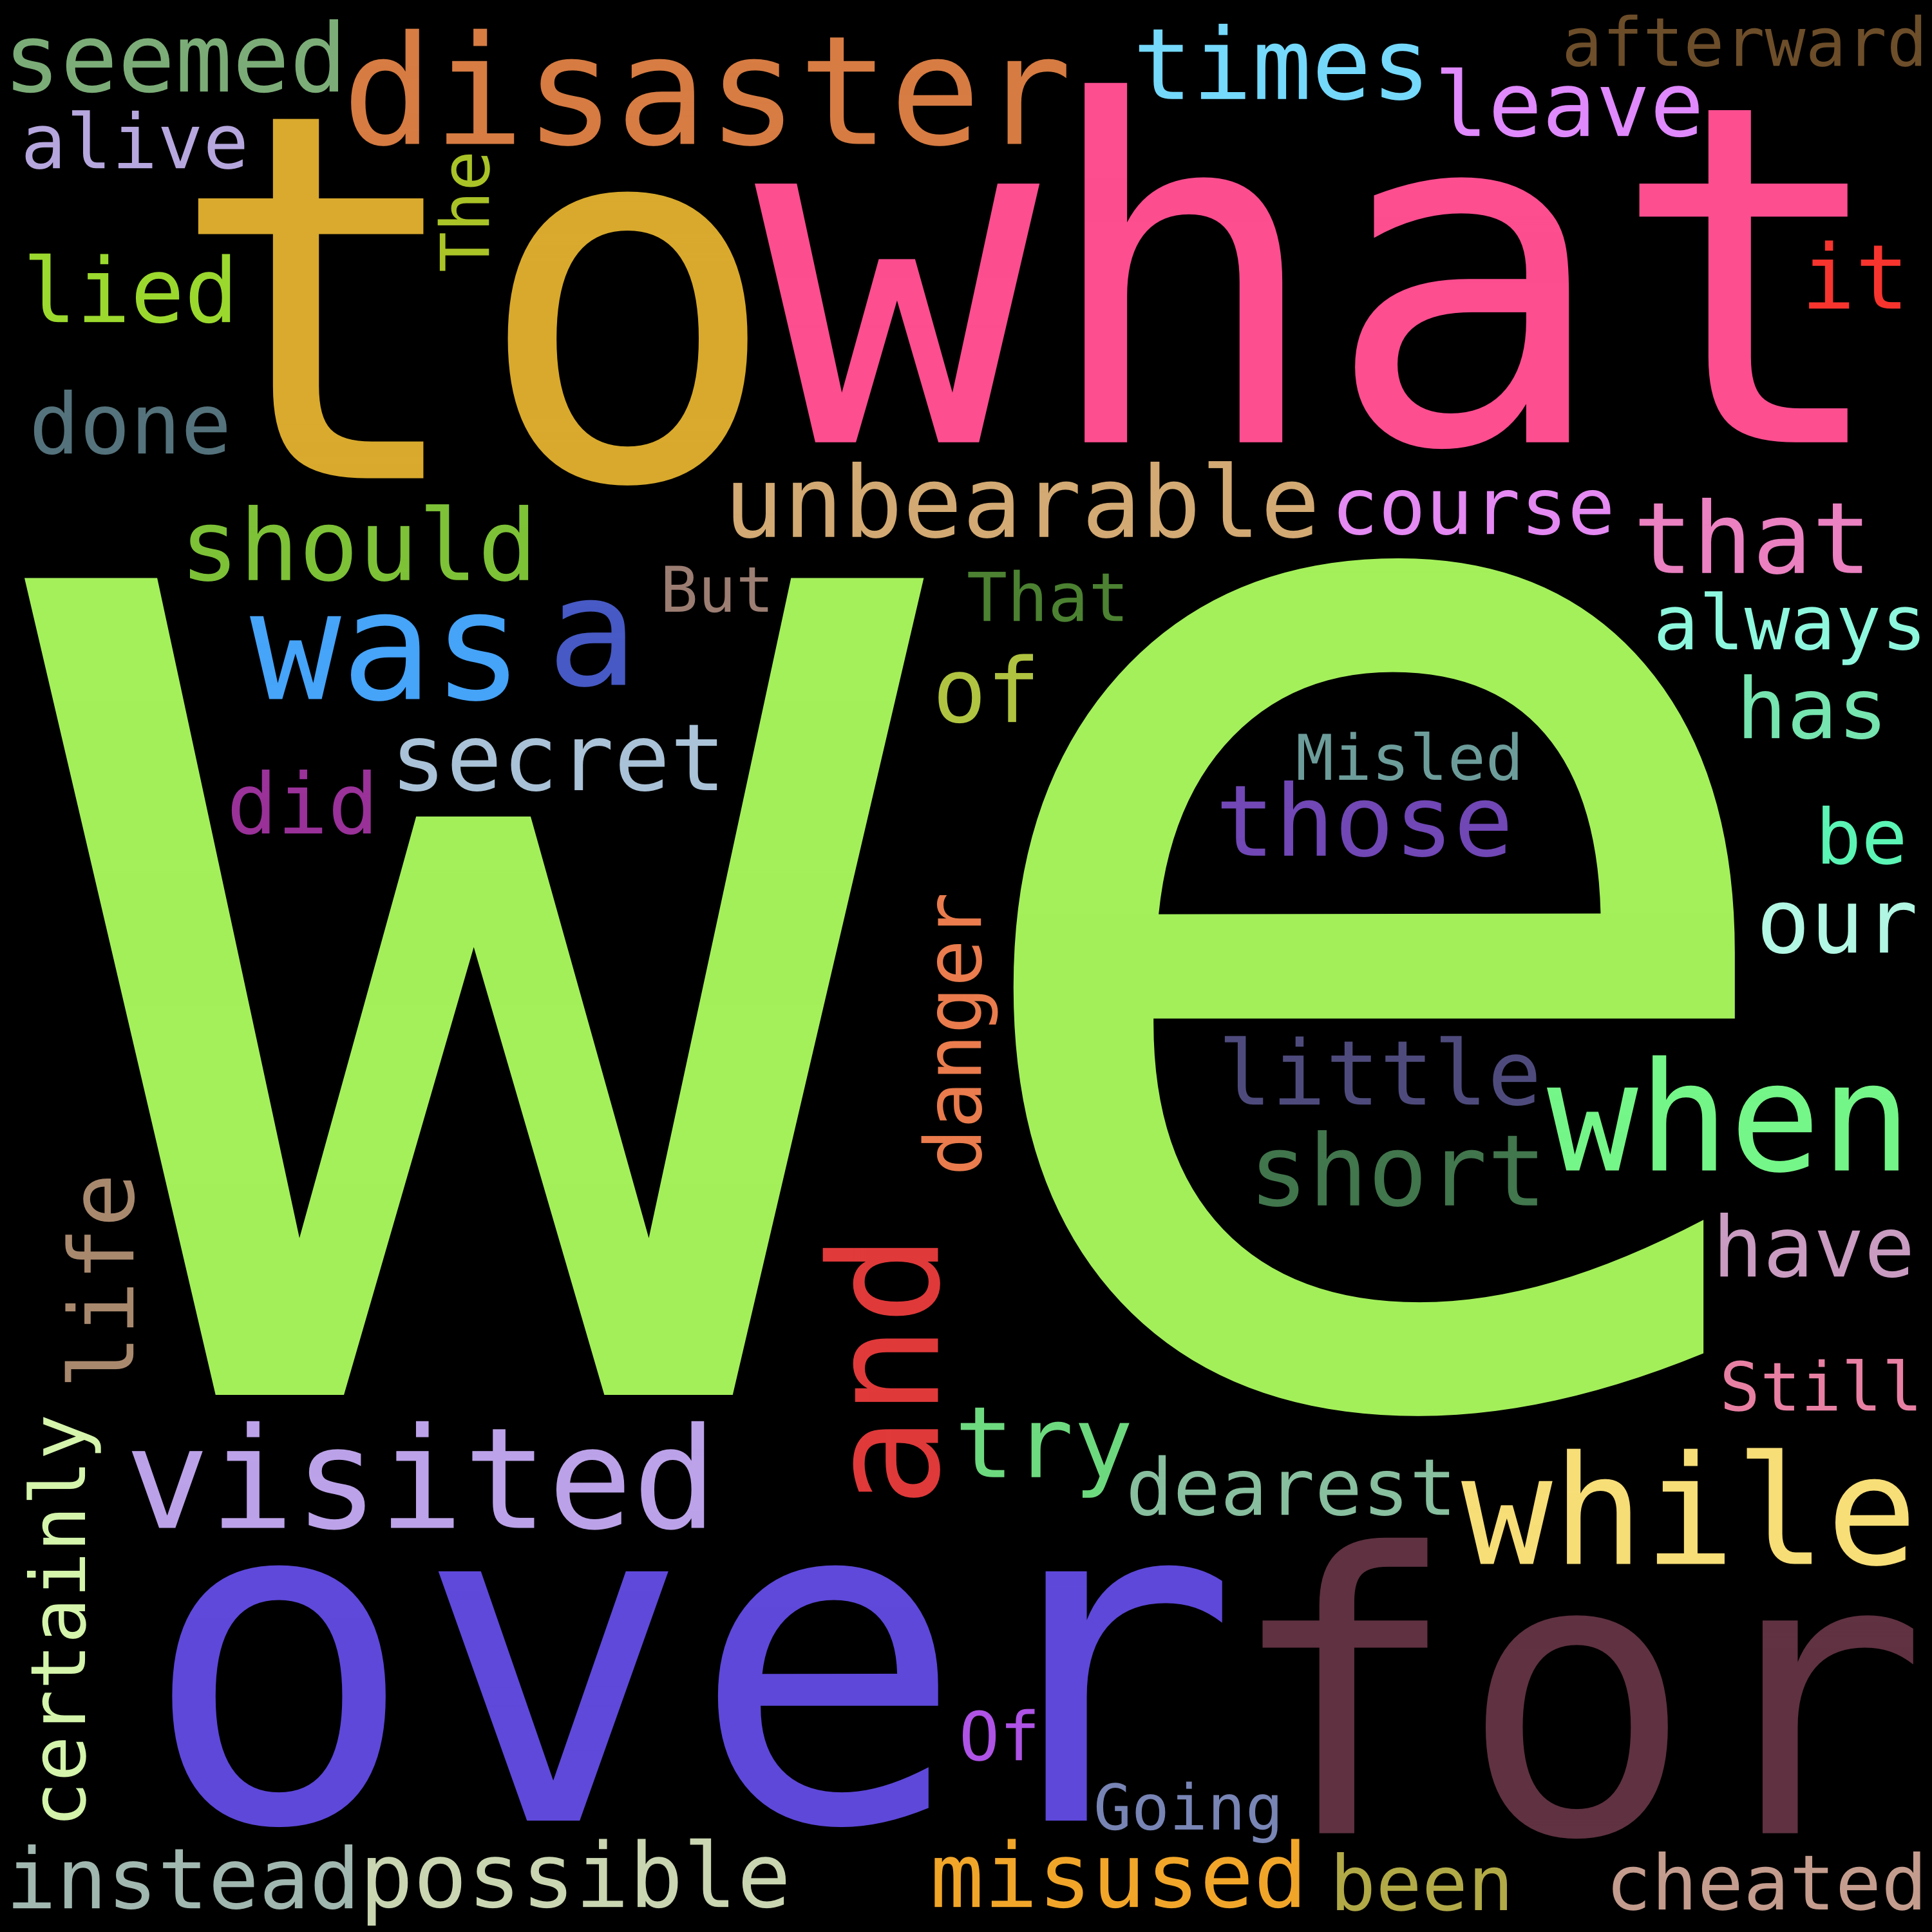 seemed disaster times afterward
alive The leave
to what
lied it
done
should unbearable course that
was a But That always
we
of has
secret Misled
did those be
our
danger
little when
short
life and have
Still
certainly visited try dearest while
over for
Of
Going
instead possible misused been cheated